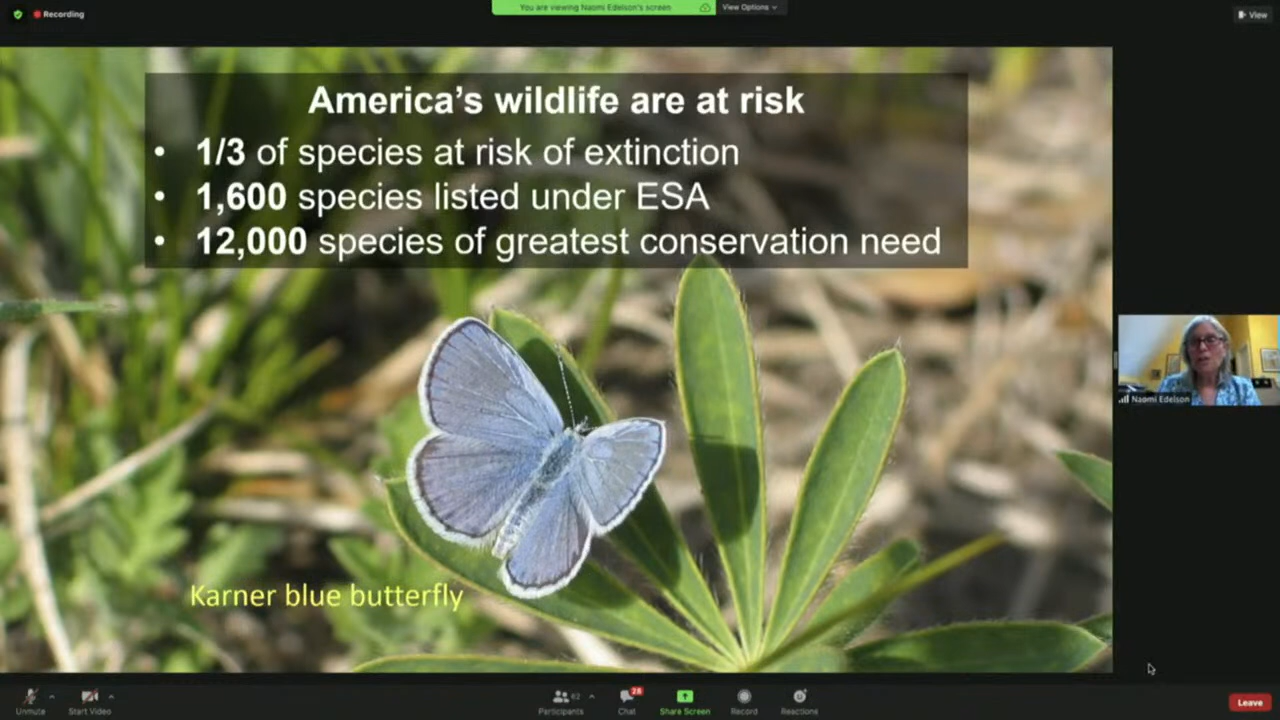 Recording
You are viewing Naomi Edelson's screen
View Options
View
America's wildlife are at risk
• 1/3 of species at risk of extinction
• 1,600 species listed under ESA
• 12,000 species of greatest conservation need
Naomi Edelson
Karner blue butterfly
Unmute
Start Video
Participants
62
Chat
28
Share Screen
Record
Reactions
Leave